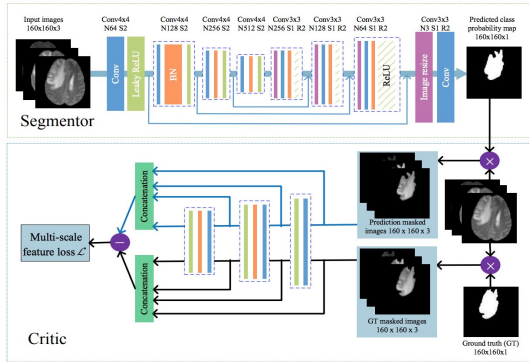 Input images
160x160x3
Conv4x4
N64 S2
Conv4x4
N128 S2
Conv4x4
N256 S2
Conv4x4
N512 S2
Conv3x3
N256 S1 R2
Conv3x3
N128 S1 R2
Conv3x3
N64 S1 R2
Conv3x3
N3 S1 R2
Predicted class
probability map
160x160x1
Conv
Leaky ReLU
BN
ReLU
Image resize
Conv
Segmentor
Concatenation
Prediction masked
images 160 x 160 x 3
Multi-scale
feature loss ℒ
Concatenation
GT masked images
160 x 160 x 3
Critic
Ground truth (GT)
160x160x1